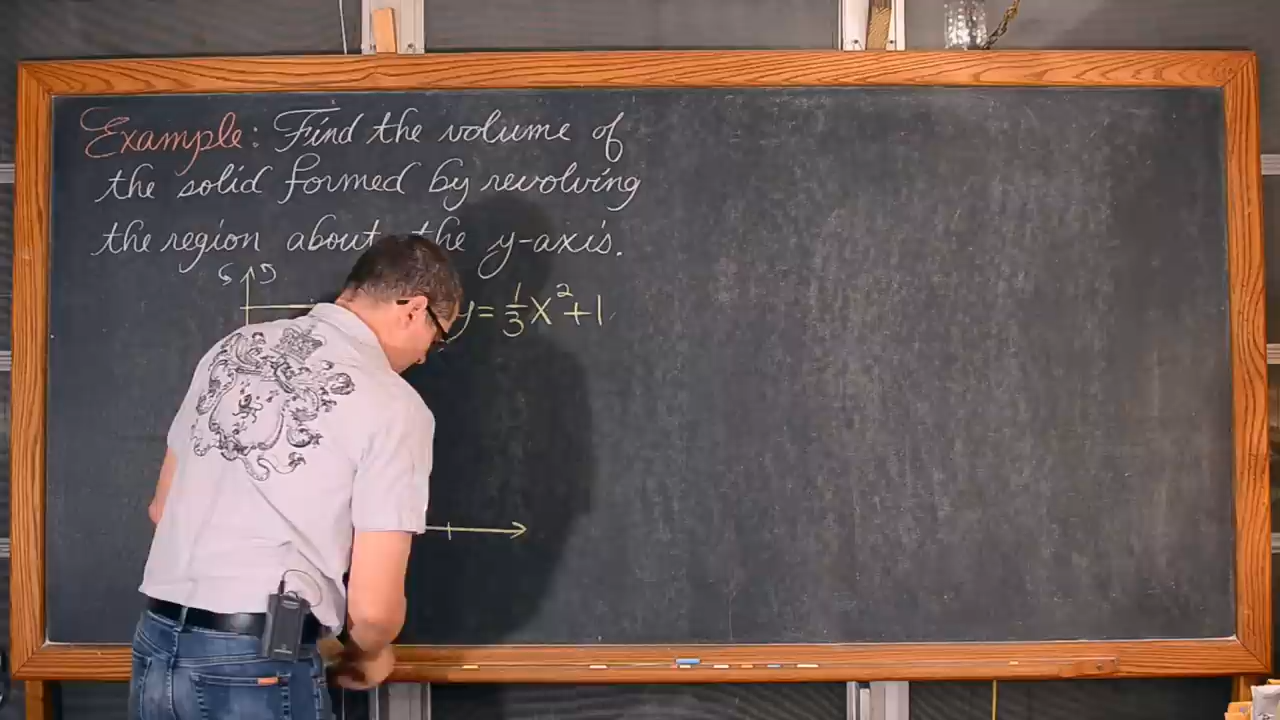 Example: Find the volume of
the solid formed by revolving
the region about the y-axis.
y = 1/3 x² + 1